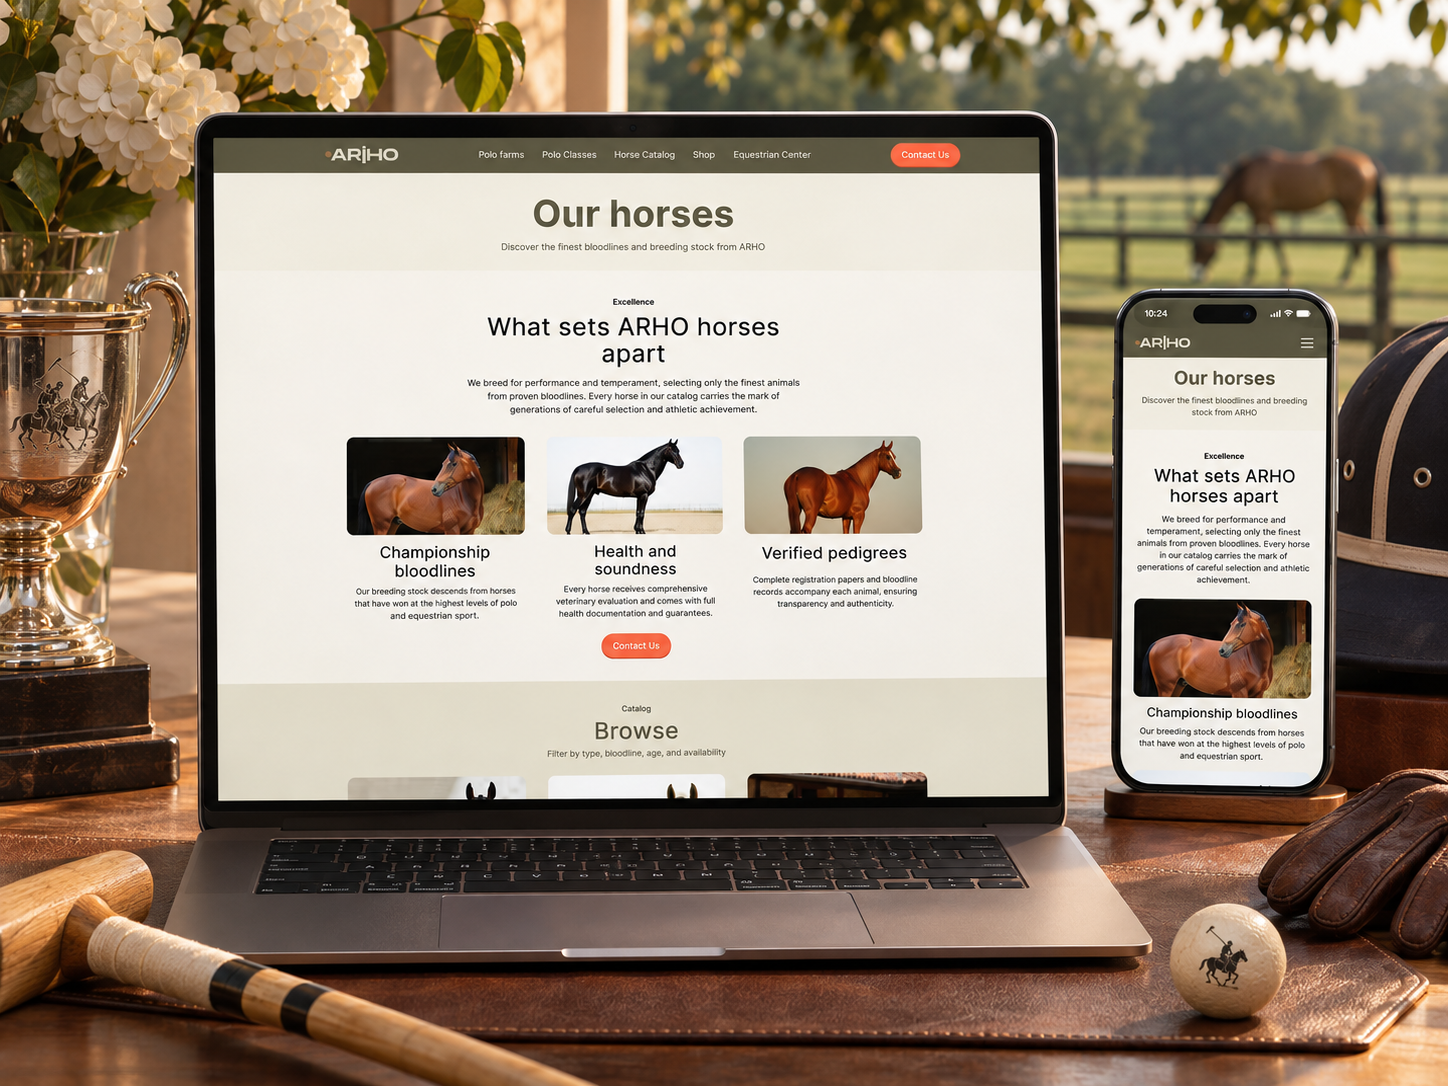 AR|HO
Polo farms
Polo Classes
Horse Catalog
Shop
Equestrian Center
Contact Us
Our horses
Discover the finest bloodlines and breeding stock from ARHO
Excellence
What sets ARHO horses
apart
We breed for performance and temperament, selecting only the finest animals
from proven bloodlines. Every horse in our catalog carries the mark of
generations of careful selection and athletic achievement.
Championship
bloodlines
Our breeding stock descends from horses
that have won at the highest levels of polo
and equestrian sport.
Health and
soundness
Every horse receives comprehensive
veterinary evaluation and comes with full
health documentation and guarantees.
Verified pedigrees
Complete registration papers and bloodline
records accompany each animal, ensuring
transparency and authenticity.
Contact Us
Catalog
Browse
Filter by type, bloodline, age, and availability
10:24
AR|HO
Our horses
Discover the finest bloodlines and breeding
stock from ARHO
Excellence
What sets ARHO
horses apart
We breed for performance and
temperament, selecting only the finest
animals from proven bloodlines. Every horse
in our catalog carries the mark of
generations of careful selection and athletic
achievement.
Championship bloodlines
Our breeding stock descends from horses
that have won at the highest levels of polo
and equestrian sport.